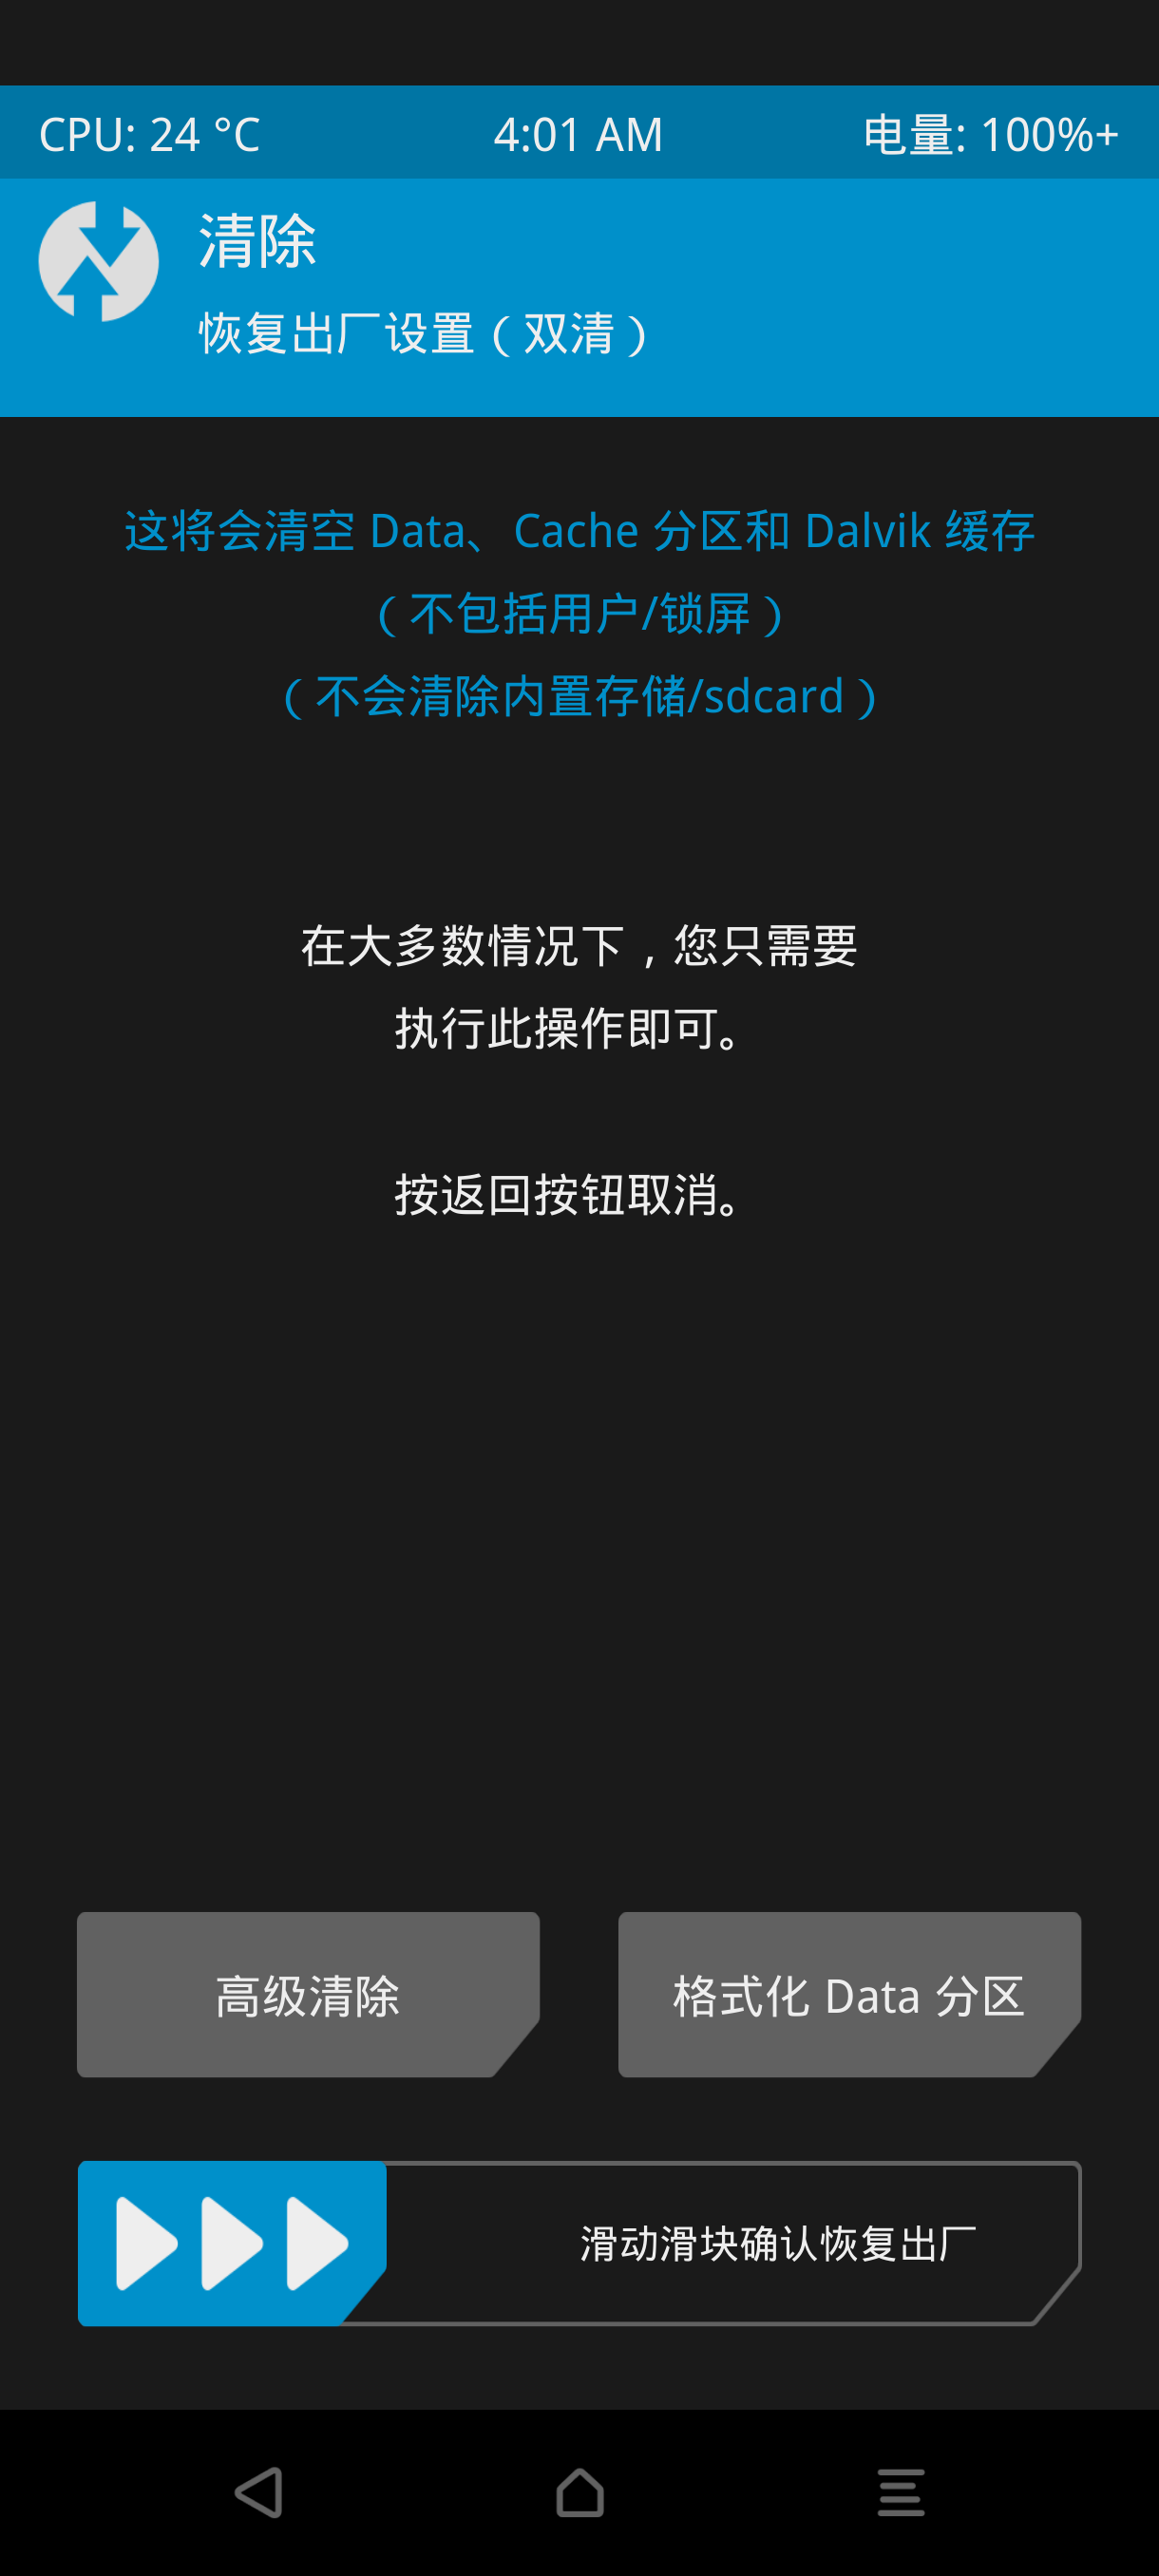 CPU: 24 °C
4:01 AM
电量: 100%+
清除
恢复出厂设置（双清）
这将会清空 Data、Cache 分区和 Dalvik 缓存
（不包括用户/锁屏）
（不会清除内置存储/sdcard）
在大多数情况下，您只需要
执行此操作即可。
按返回按钮取消。
高级清除
格式化 Data 分区
滑动滑块确认恢复出厂